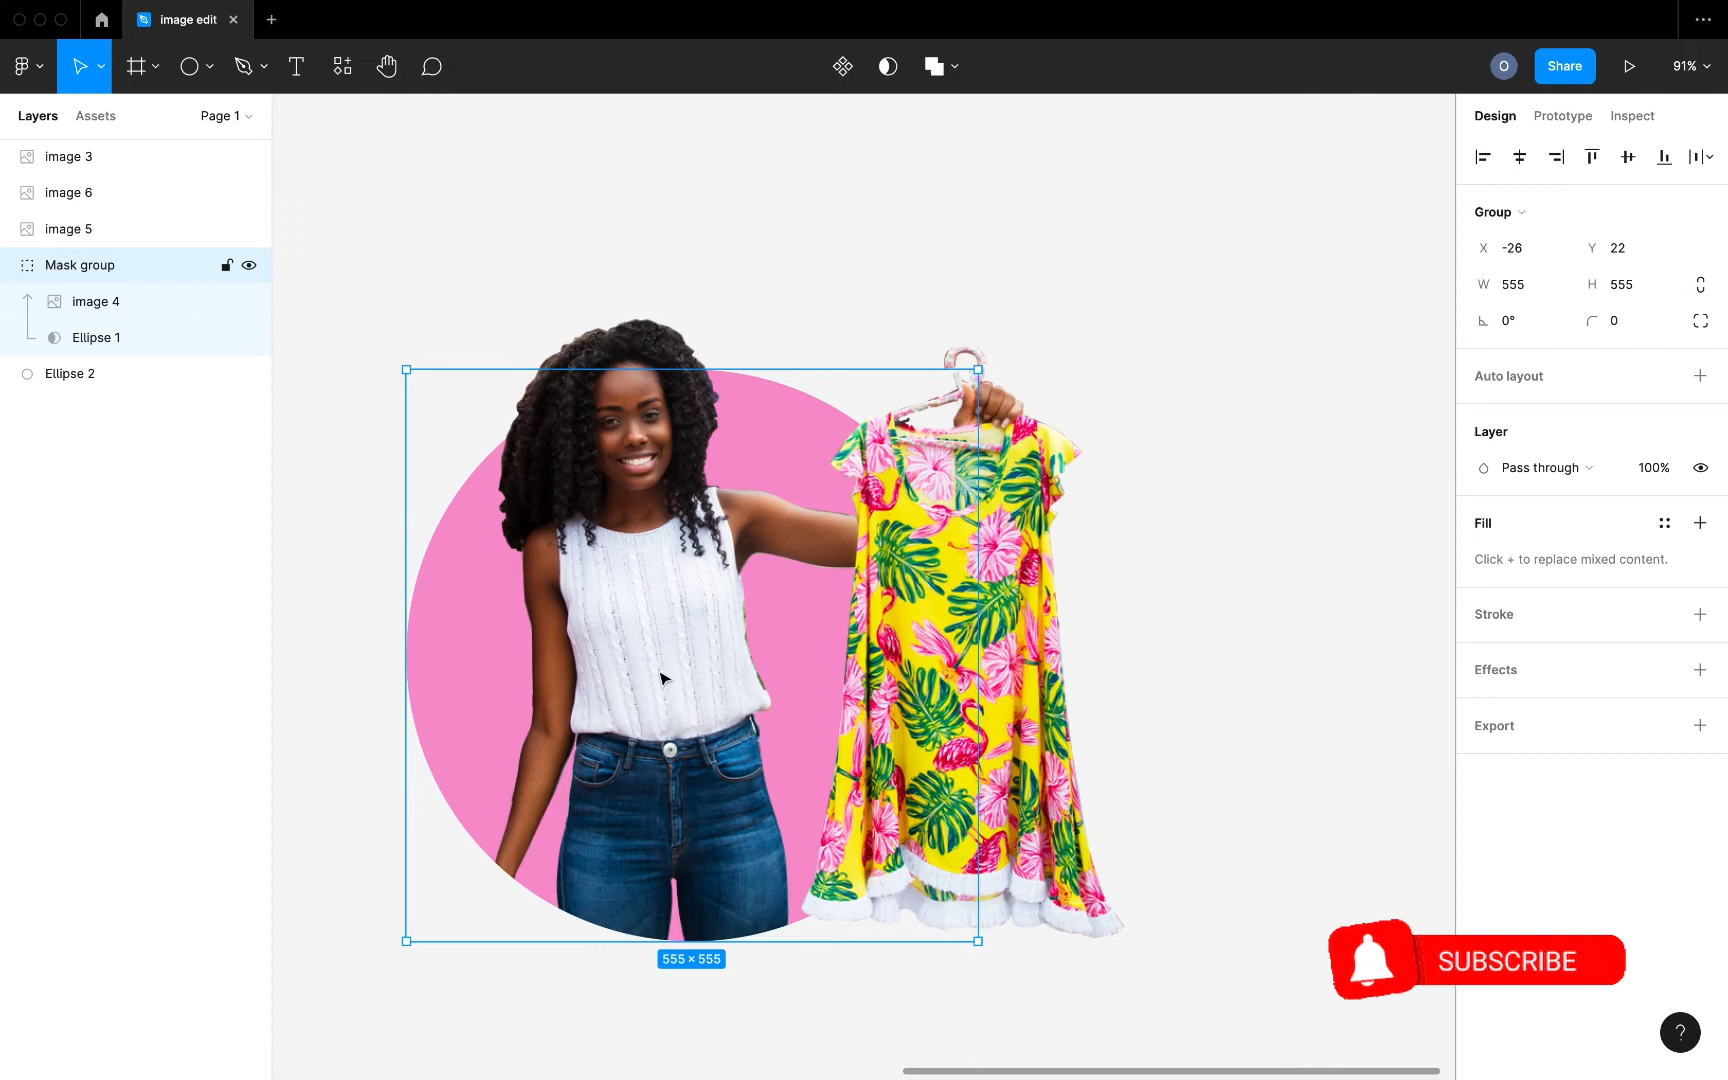 image edit
Share
91%
O
Layers Assets Page 1
image 3
image 6
image 5
Mask group
image 4
Ellipse 1
Ellipse 2
555 × 555
Design Prototype Inspect
Group
X -26 Y 22
W 555 H 555
0° 0
Auto layout
Layer
Pass through 100%
Fill
Click + to replace mixed content.
Stroke
Effects
Export
SUBSCRIBE
?